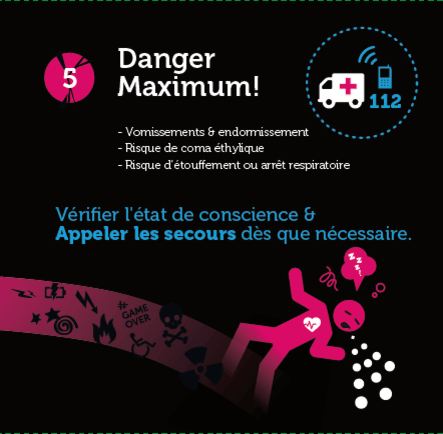 5
Danger
Maximum!
112
- Vomissements & endormissement
- Risque de coma éthylique
- Risque d'étouffement ou arrêt respiratoire
Vérifier l'état de conscience &
Appeler les secours dès que nécessaire.
z z z
#GAME
OVER